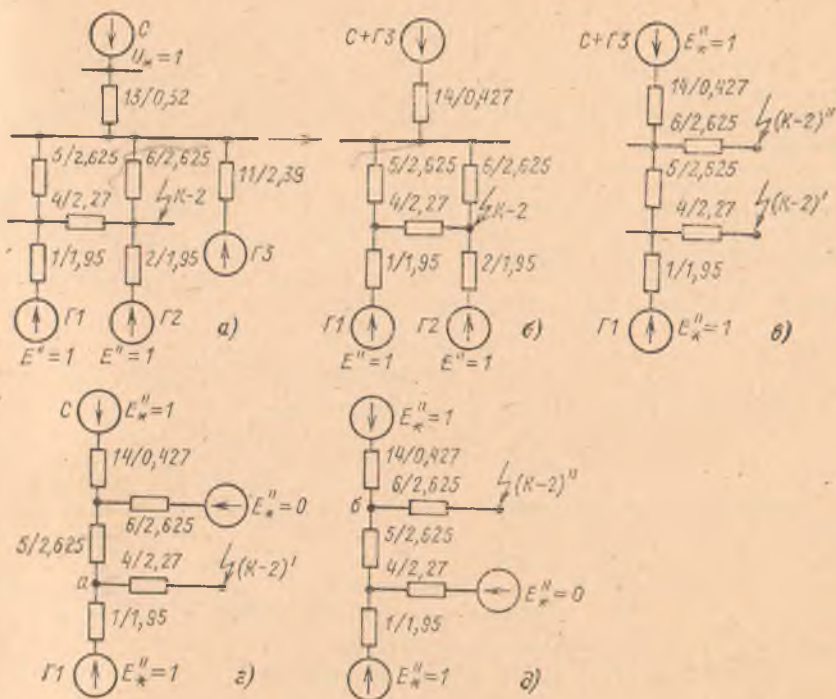 С
U* = 1
13/0,52
5/2,625
6/2,625
11/2,39
4/2,27
К-2
1/1,95
2/1,95
Г3
Г1
Г2
E" = 1
E" = 1
а)
С+Г3
14/0,427
5/2,625
6/2,625
4/2,27
К-2
1/1,95
2/1,95
Г1
Г2
E" = 1
E" = 1
б)
С+Г3
E"* = 1
14/0,427
6/2,625
(К-2)"
5/2,625
4/2,27
(К-2)'
1/1,95
Г1
E"* = 1
в)
С
E"* = 1
14/0,427
6/2,625
E"* = 0
5/2,625
4/2,27
а
(К-2)'
1/1,95
Г1
E"* = 1
г)
E"* = 1
14/0,427
6/2,625
б
(К-2)"
5/2,625
4/2,27
E"* = 0
1/1,95
E"* = 1
д)